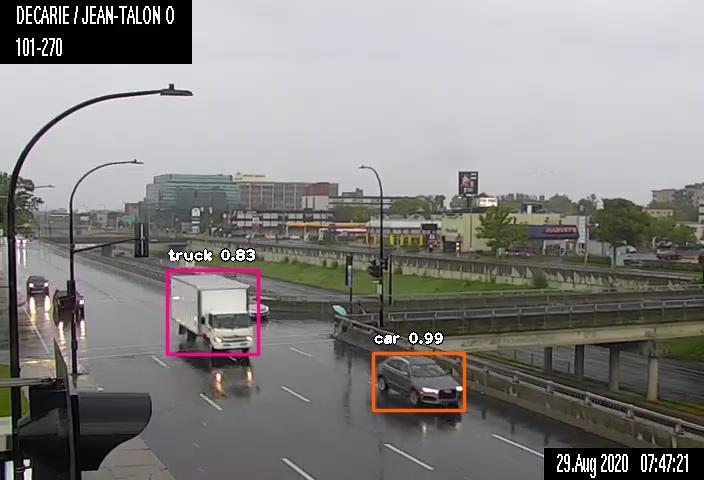 DECARIE / JEAN-TALON O
101-270
truck 0.83
car 0.99
HARVEY'S
29.Aug 2020 07:47:21